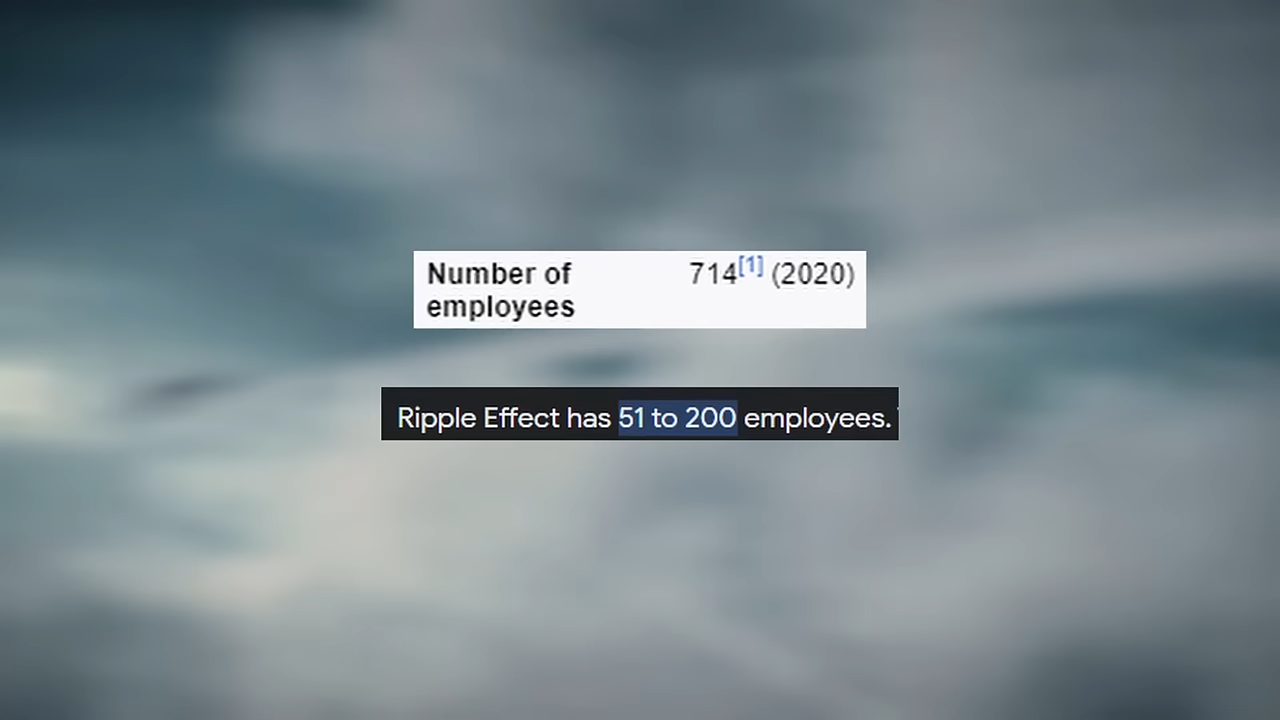 Number of 714[1] (2020)
employees
Ripple Effect has 51 to 200 employees.